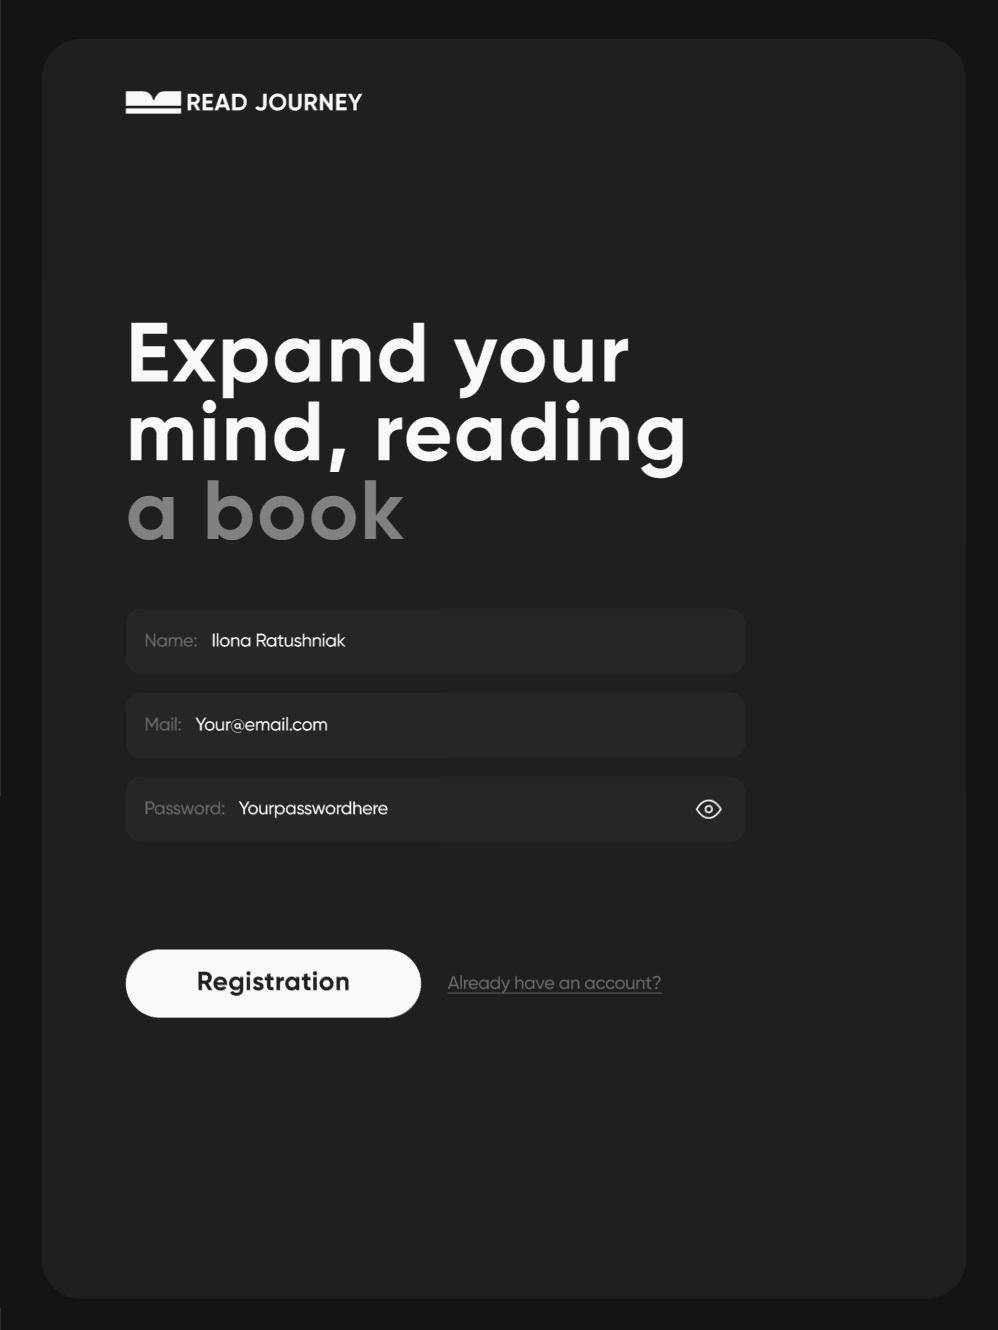 READ JOURNEY
Expand your
mind, reading
a book
Name: Ilona Ratushniak
Mail: Your@email.com
Password: Yourpasswordhere
Registration Already have an account?